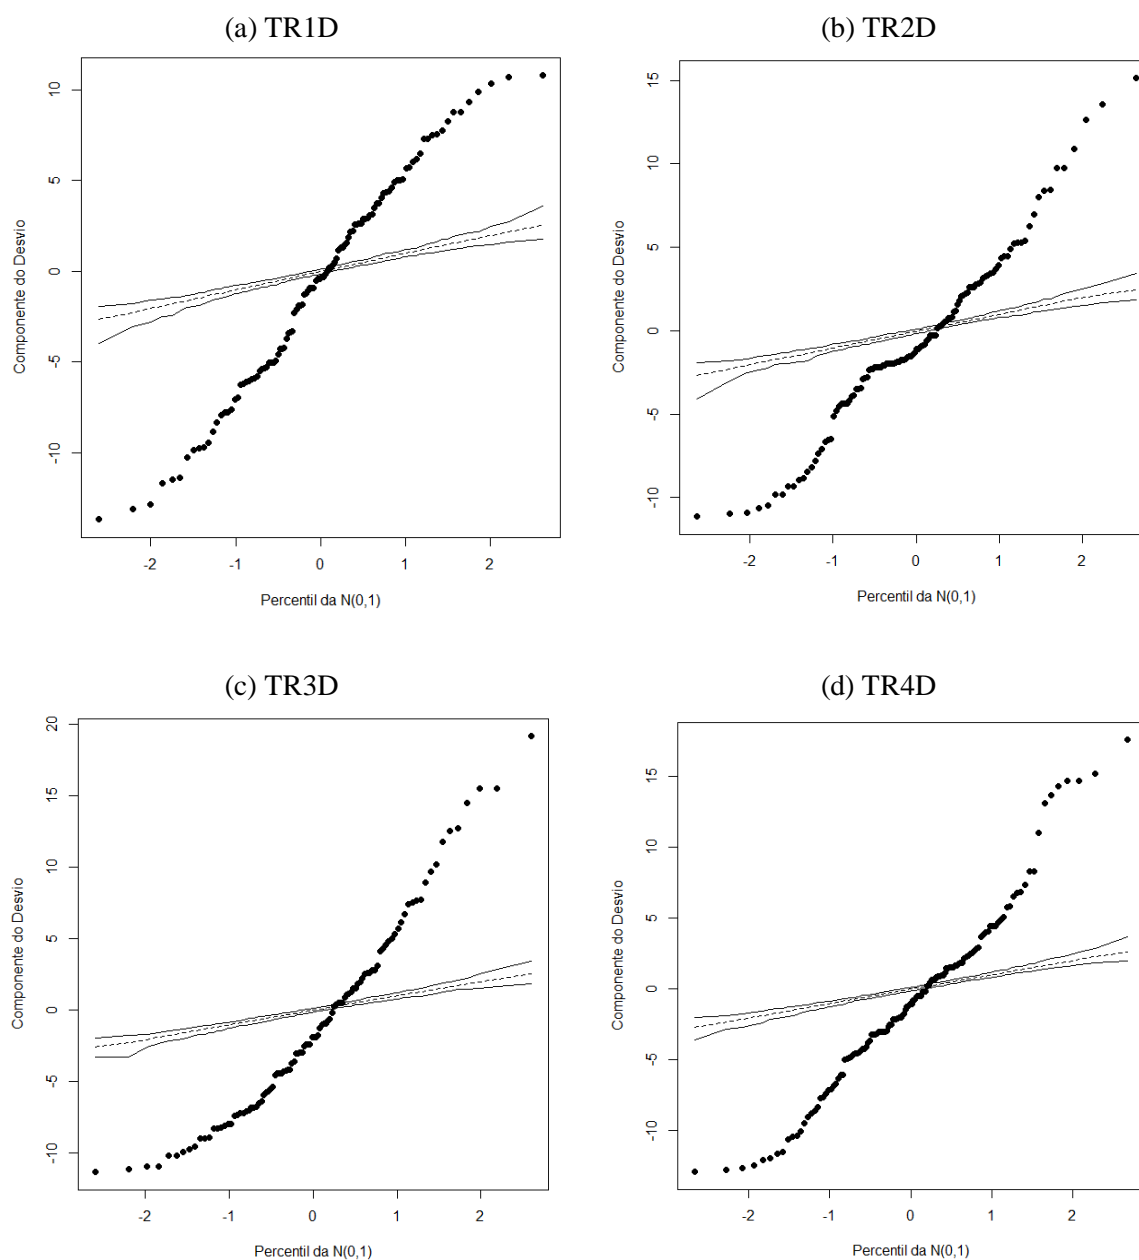 (a) TR1D
(b) TR2D
10
5
0
-5
-10
Componente do Desvio
-2 -1 0 1 2
Percentil da N(0,1)
15
10
5
0
-5
-10
Componente do Desvio
-2 -1 0 1 2
Percentil da N(0,1)
(c) TR3D
(d) TR4D
20
15
10
5
0
-5
-10
Componente do Desvio
-2 -1 0 1 2
Percentil da N(0,1)
15
10
5
0
-5
-10
Componente do Desvio
-2 -1 0 1 2
Percentil da N(0,1)